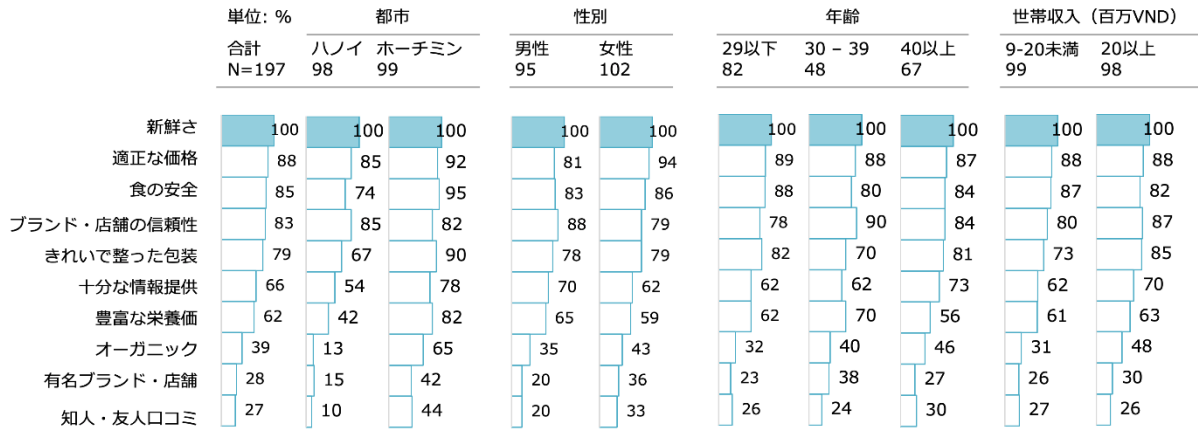 単位: % 都市 性別 年齢 世帯収入（百万VND）
合計 ハノイ ホーチミン 男性 女性 29以下 30 – 39 40以上 9-20未満 20以上
N=197 98 99 95 102 82 48 67 99 98
新鮮さ 100 100 100 100 100 100 100 100 100 100
適正な価格 88 85 92 81 94 89 88 87 88 88
食の安全 85 74 95 83 86 88 80 84 87 82
ブランド・店舗の信頼性 83 85 82 88 79 78 90 84 80 87
きれいで整った包装 79 67 90 78 79 82 70 81 73 85
十分な情報提供 66 54 78 70 62 62 62 73 62 70
豊富な栄養価 62 42 82 65 59 62 70 56 61 63
オーガニック 39 13 65 35 43 32 40 46 31 48
有名ブランド・店舗 28 15 42 20 36 23 38 27 26 30
知人・友人口コミ 27 10 44 20 33 26 24 30 27 26